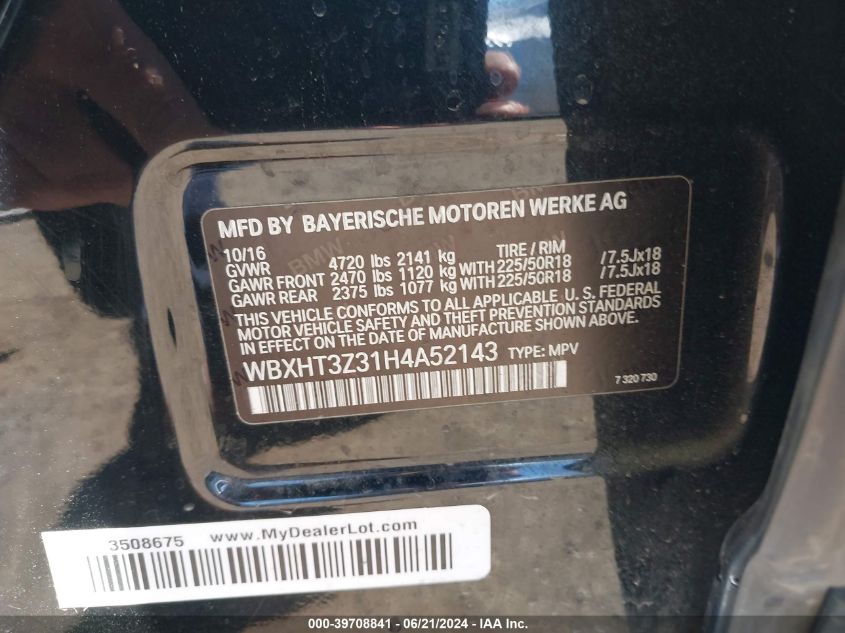 MFD BY BAYERISCHE MOTOREN WERKE AG
10/16 TIRE / RIM
GVWR 4720 lbs 2141 kg
GAWR FRONT 2470 lbs 1120 kg WITH 225/50R18 /7.5Jx18
GAWR REAR 2375 lbs 1077 kg WITH 225/50R18 /7.5Jx18
THIS VEHICLE CONFORMS TO ALL APPLICABLE U. S. FEDERAL
MOTOR VEHICLE SAFETY AND THEFT PREVENTION STANDARDS
IN EFFECT ON THE DATE OF MANUFACTURE SHOWN ABOVE.
WBXHT3Z31H4A52143 TYPE: MPV
7 320 730
3508675 www.MyDealerLot.com
000-39708841 - 06/21/2024 - IAA Inc.